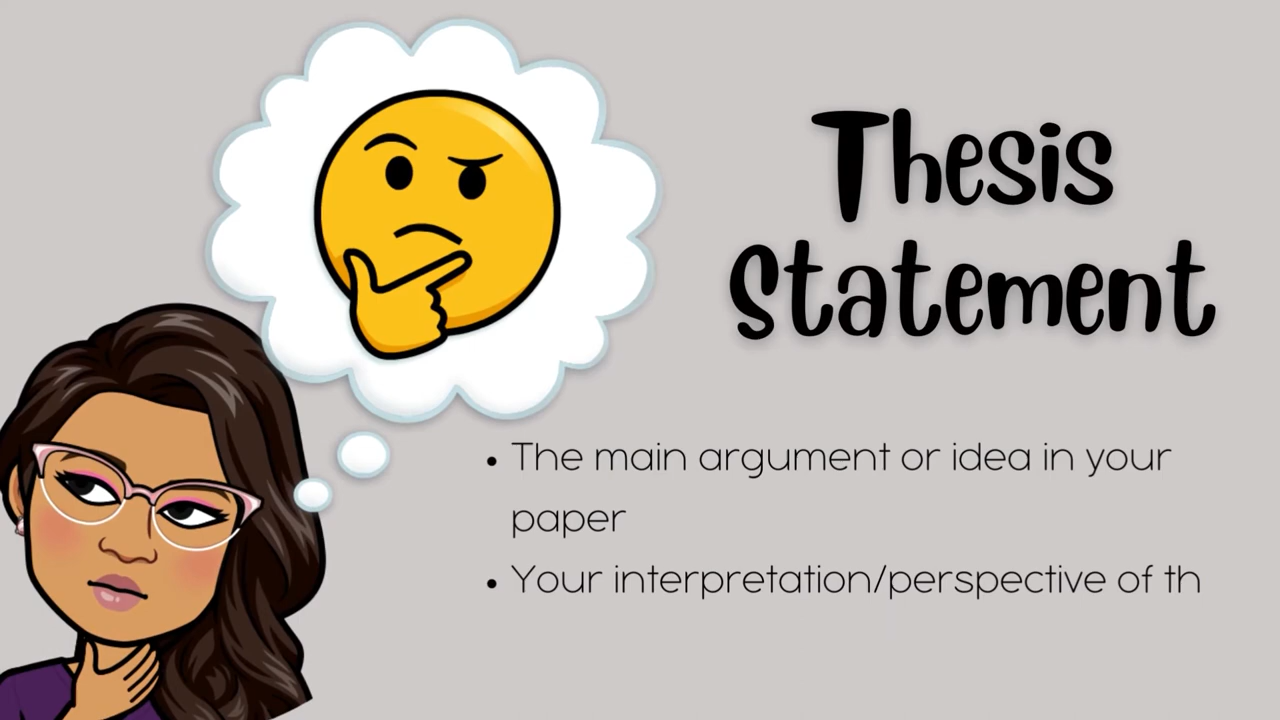 Thesis
Statement
• The main argument or idea in your
paper
• Your interpretation/perspective of th